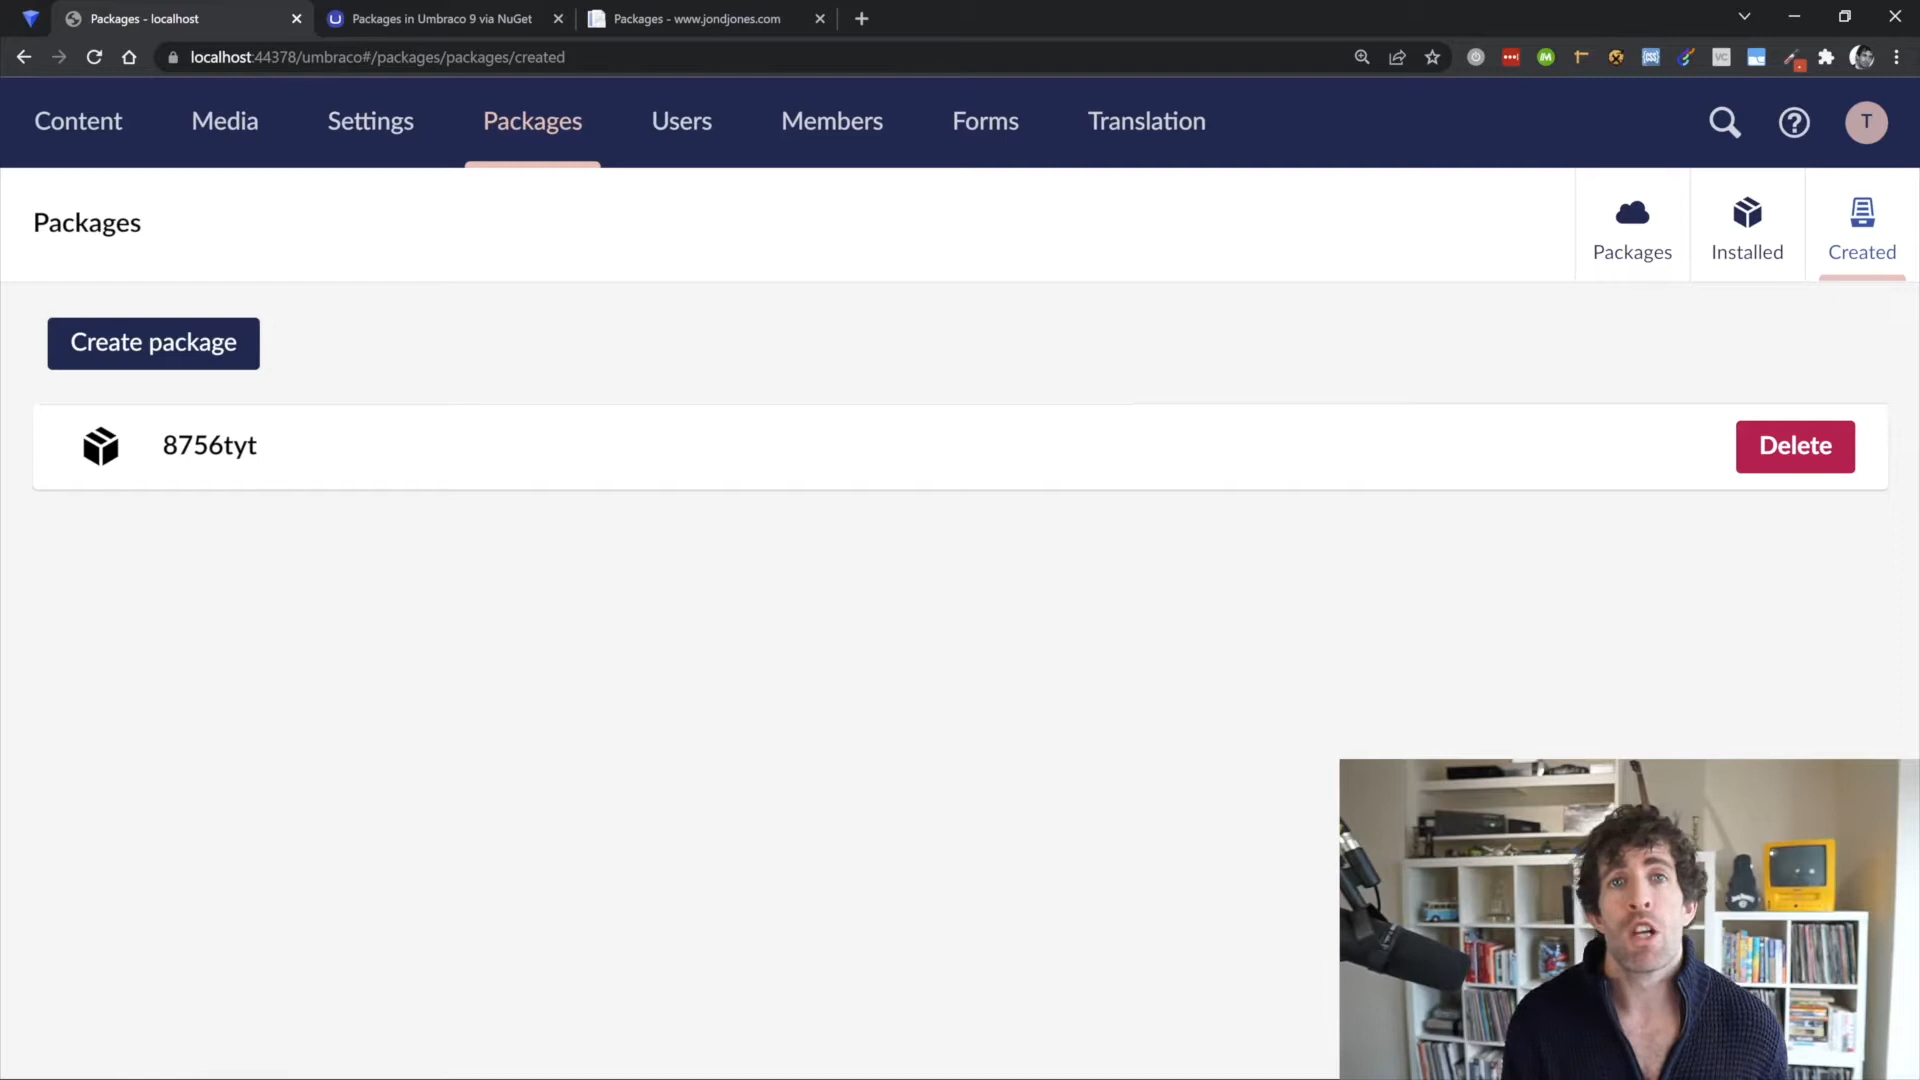 Packages - localhost
Packages in Umbraco 9 via NuGet
Packages - www.jondjones.com
localhost:44378/umbraco#/packages/packages/created
Content
Media
Settings
Packages
Users
Members
Forms
Translation
T
Packages
Packages
Installed
Created
Create package
8756tyt
Delete